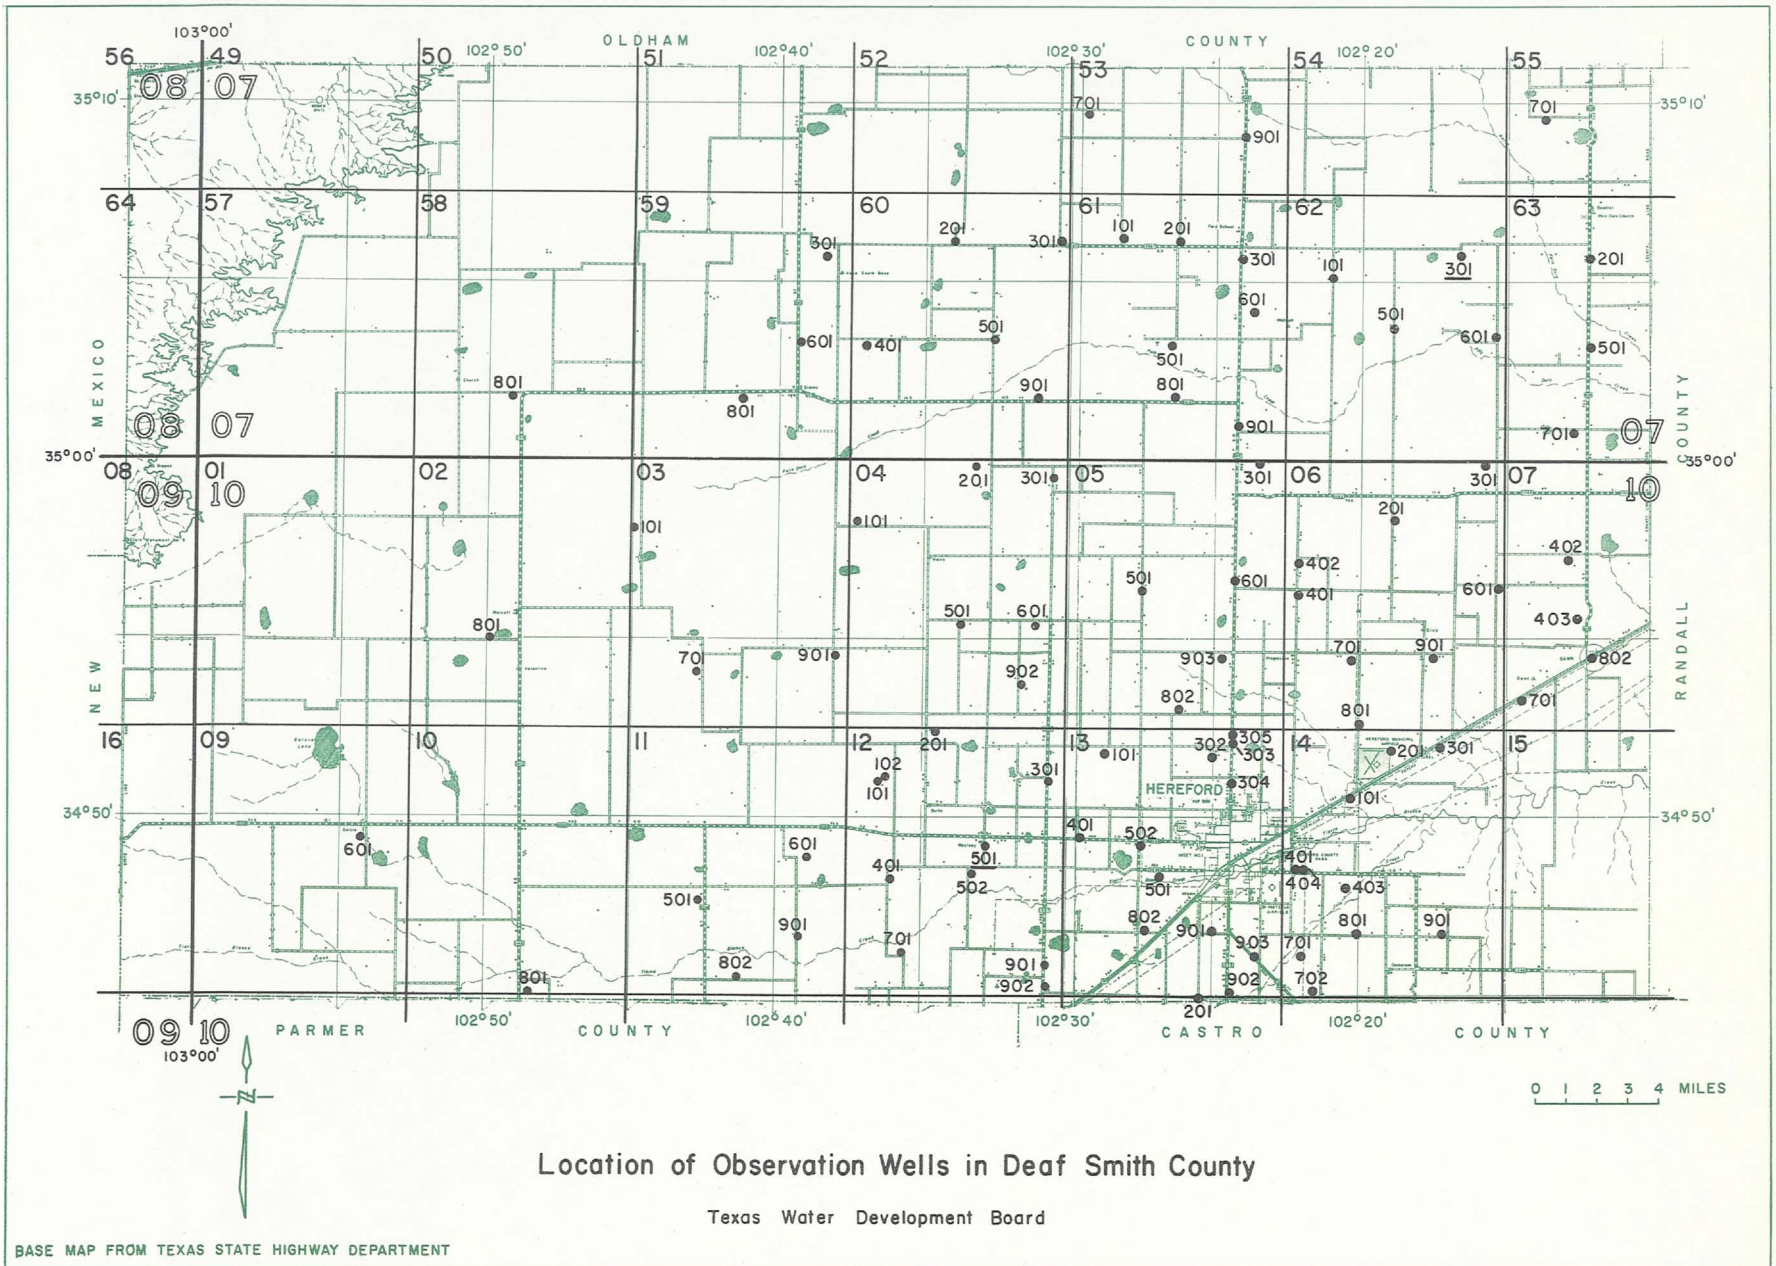 103°00'
OLDHAM COUNTY
56 49 50 102°50' 51 102°40' 52 102°30' 53 54 102°20' 55
08 07
35°10' 35°10'
701 701
901
64 57 58 59 60 61 62 63
301 201 301 101 201 301 101 301 201
601 501
601 401 501 501 601 501
MEXICO
COUNTY
801 801 901 801
08 07 901 701 07
35°00' 35°00'
08 01 02 03 04 201 301 05 301 06 301 07
09 10 10
101 101 201
402 402
501 601 401 601
801 501 601 403
701 901 902 903 701 901 802
NEW
RANDALL
802 801 701
16 09 10 11 12 201 13 101 302 305 303 14 201 301 15
HEREFORD MUNICIPAL
102 101 301 304 101
HEREFORD
34°50' 34°50'
601 601 401 501 401 502 401
501 401 502 501 404 403
901 701 802 901 903 701 801 901
801 802 901 902 902 702
201
09 10
PARMER 102°50' COUNTY 102°40' 102°30' CASTRO 102°20' COUNTY
103°00'
N
0 1 2 3 4 MILES
Location of Observation Wells in Deaf Smith County
Texas Water Development Board
BASE MAP FROM TEXAS STATE HIGHWAY DEPARTMENT